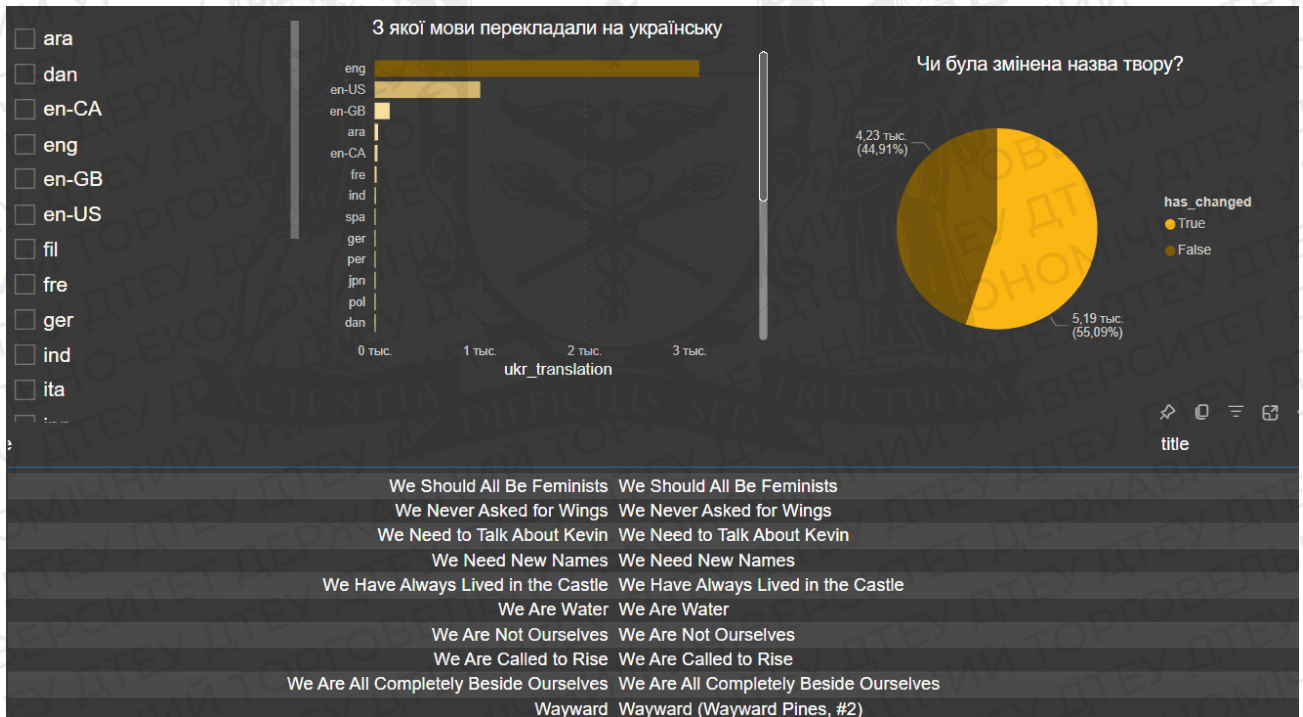 ara
dan
en-CA
eng
en-GB
en-US
fil
fre
ger
ind
ita
З якої мови перекладали на українську
eng
en-US
en-GB
ara
en-CA
fre
ind
spa
ger
per
jpn
pol
dan
0 тыс. 1 тыс. 2 тыс. 3 тыс.
ukr_translation
Чи була змінена назва твору?
4,23 тыс.
(44,91%)
5,19 тыс.
(55,09%)
has_changed
True
False
title
We Should All Be Feminists We Should All Be Feminists
We Never Asked for Wings We Never Asked for Wings
We Need to Talk About Kevin We Need to Talk About Kevin
We Need New Names We Need New Names
We Have Always Lived in the Castle We Have Always Lived in the Castle
We Are Water We Are Water
We Are Not Ourselves We Are Not Ourselves
We Are Called to Rise We Are Called to Rise
We Are All Completely Beside Ourselves We Are All Completely Beside Ourselves
Wayward Wayward (Wayward Pines, #2)